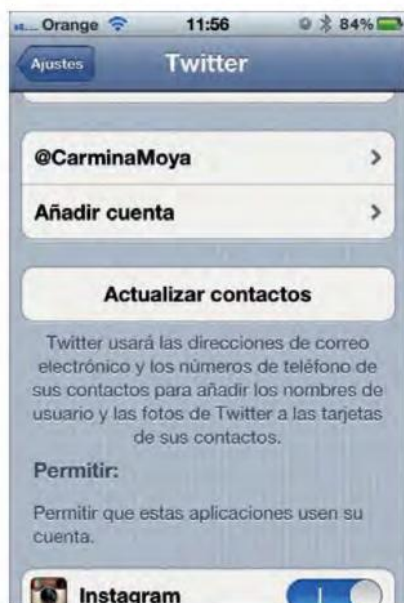 Orange 11:56 84%
Ajustes Twitter
@CarminaMoya
Añadir cuenta
Actualizar contactos
Twitter usará las direcciones de correo
electrónico y los números de teléfono de
sus contactos para añadir los nombres de
usuario y las fotos de Twitter a las tarjetas
de sus contactos.
Permitir:
Permitir que estas aplicaciones usen su
cuenta.
Instagram